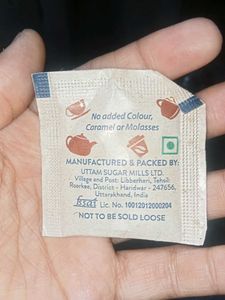 No added Colour,
Caramel or Molasses
MANUFACTURED & PACKED BY:
UTTAM SUGAR MILLS LTD.
Village and Post: Libberheri, Tehsil:
Roorkee, District - Haridwar - 247656,
Uttarakhand, India
fssai Lic. No. 10012012000204
NOT TO BE SOLD LOOSE